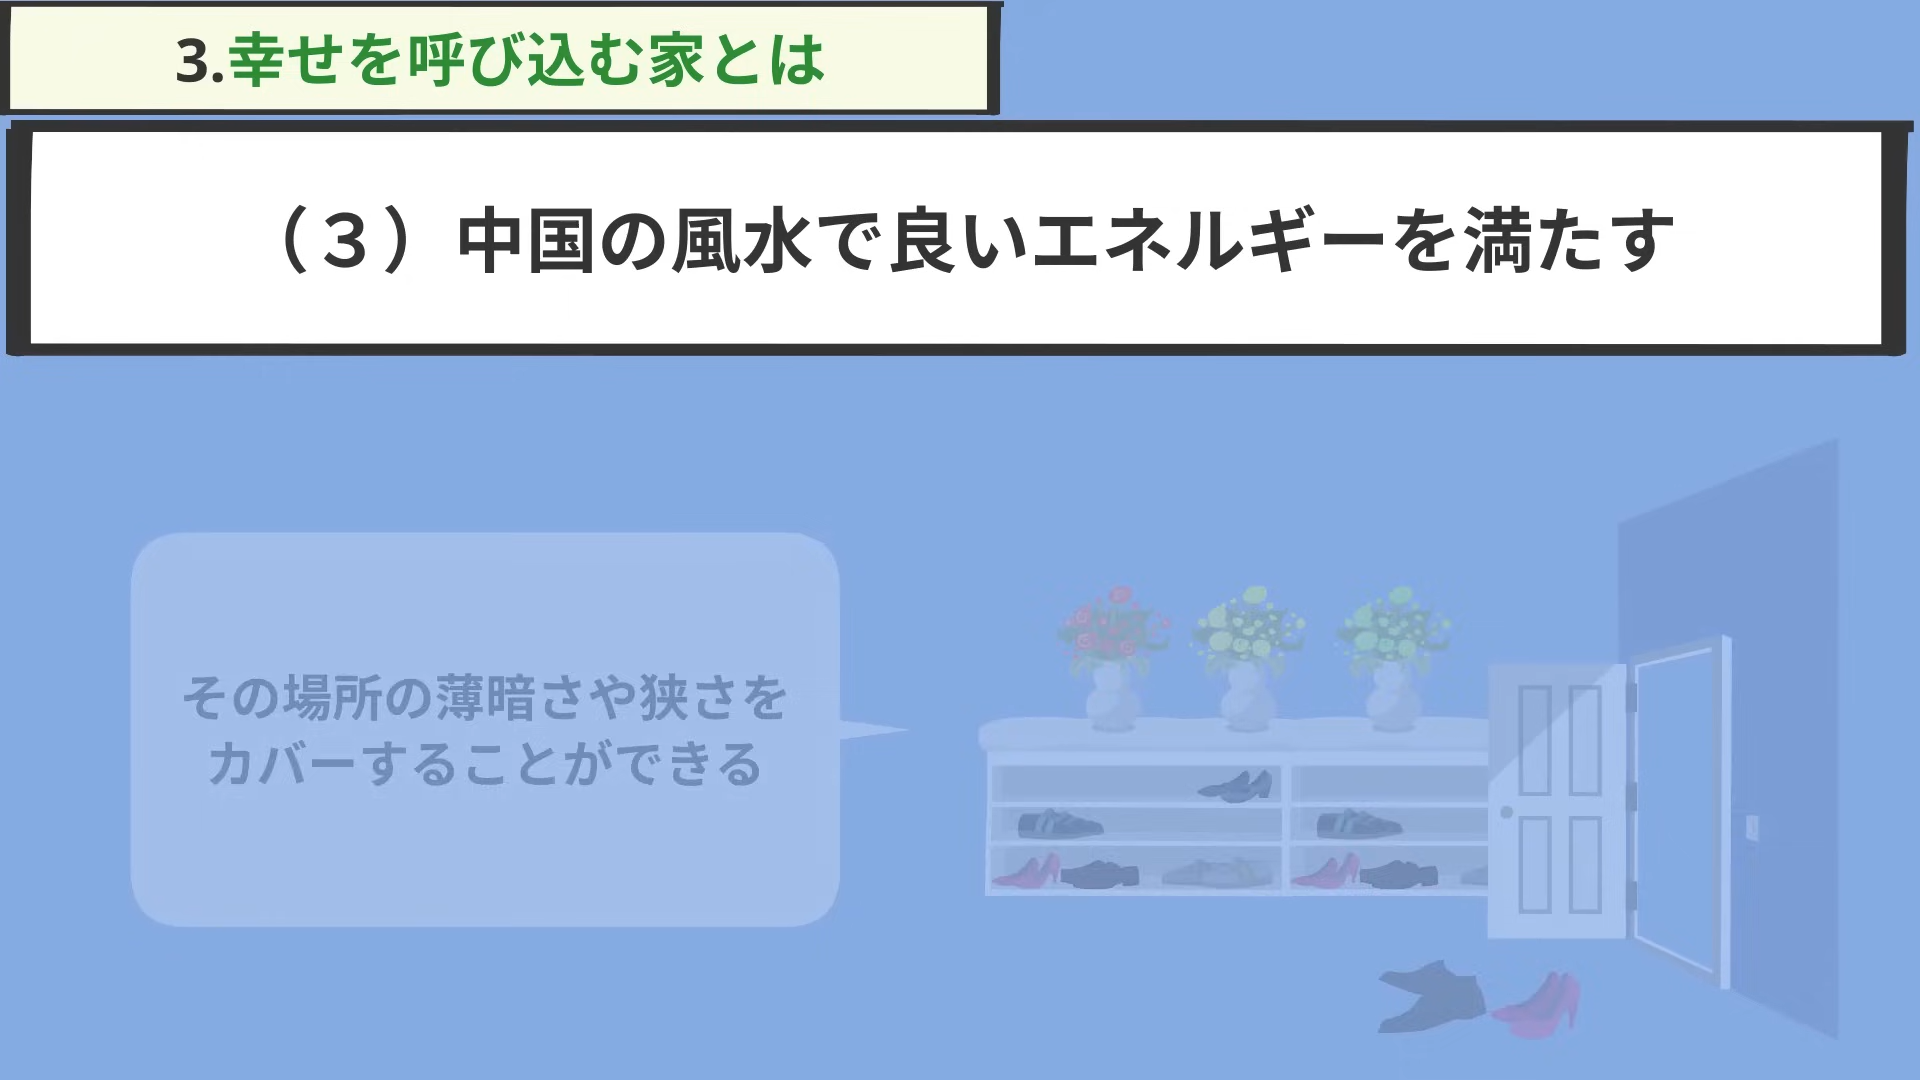 3.幸せを呼び込む家とは
（３）中国の風水で良いエネルギーを満たす
その場所の薄暗さや狭さを
カバーすることができる